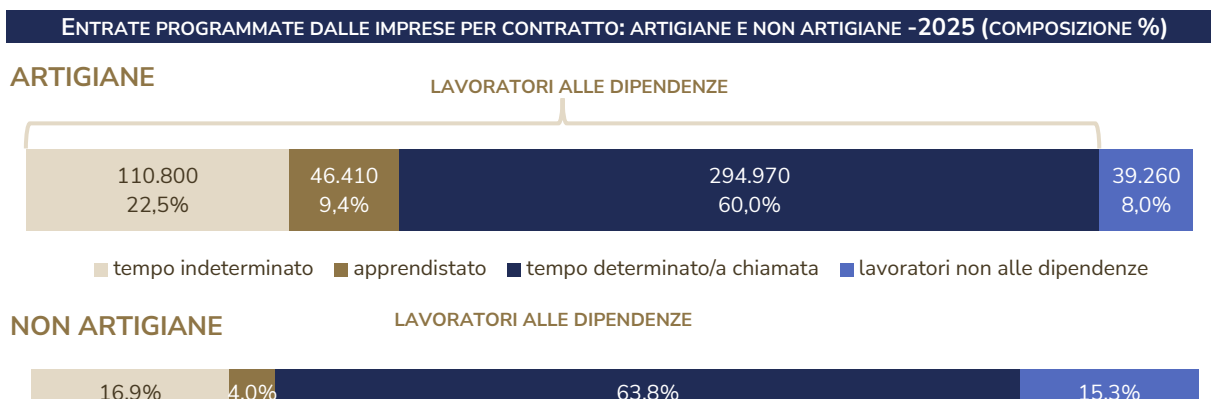 ENTRATE PROGRAMMATE DALLE IMPRESE PER CONTRATTO: ARTIGIANE E NON ARTIGIANE -2025 (COMPOSIZIONE %)
ARTIGIANE
LAVORATORI ALLE DIPENDENZE
110.800 46.410 294.970 39.260
22,5% 9,4% 60,0% 8,0%
tempo indeterminato apprendistato tempo determinato/a chiamata lavoratori non alle dipendenze
NON ARTIGIANE
LAVORATORI ALLE DIPENDENZE
16,9% 4,0% 63,8% 15,3%